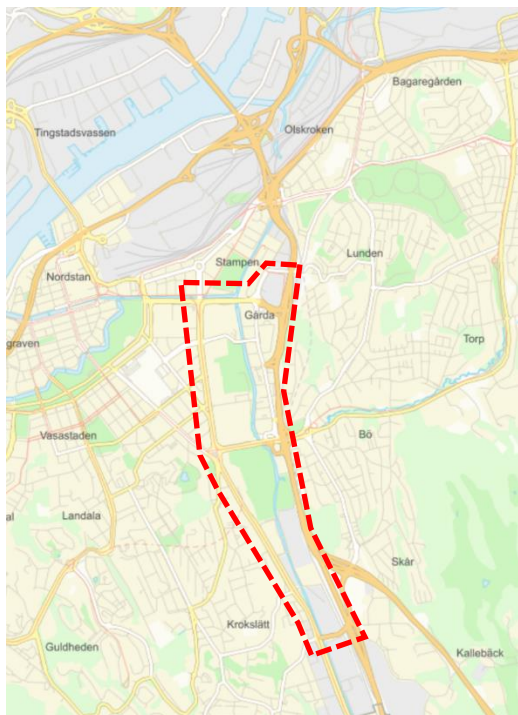 Bagaregården
Tingstadsvassen
Olskroken
Stampen
Lunden
Nordstan
Gårda
graven
Torp
Vasastaden
Bö
al
Landala
Skår
Krokslätt
Guldheden
Kallebäck